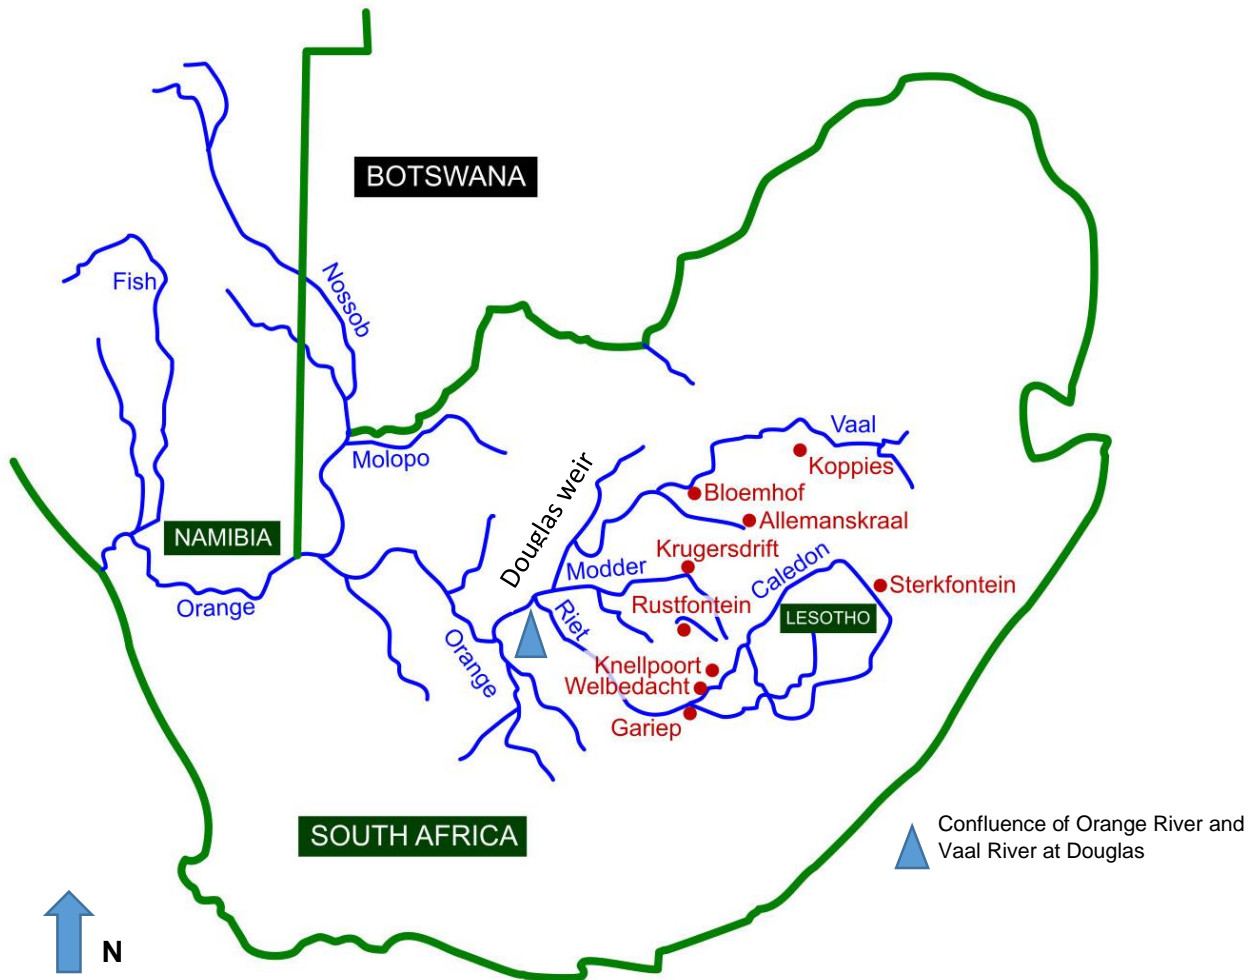 BOTSWANA
Fish
Nossob
Vaal
Molopo
Koppies
Douglas weir
Bloemhof
Allemanskraal
NAMIBIA
Krugersdrift
Modder
Caledon
Sterkfontein
Orange
Rustfontein
LESOTHO
Riet
Orange
Knellpoort
Welbedacht
Gariep
SOUTH AFRICA
Confluence of Orange River and
Vaal River at Douglas
N